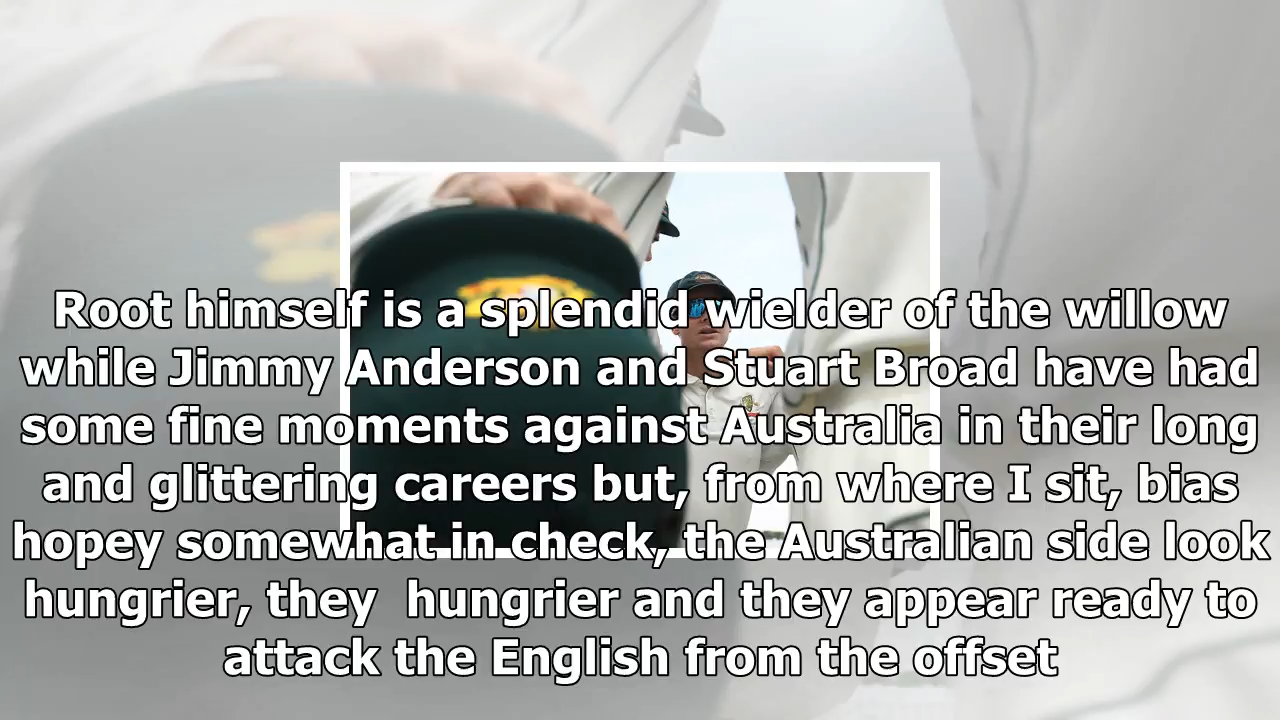 Root himself is a splendid wielder of the willow
while Jimmy Anderson and Stuart Broad have had
some fine moments against Australia in their long
and glittering careers but, from where I sit, bias
hopey somewhat in check, the Australian side look
hungrier, they  hungrier and they appear ready to
attack the English from the offset